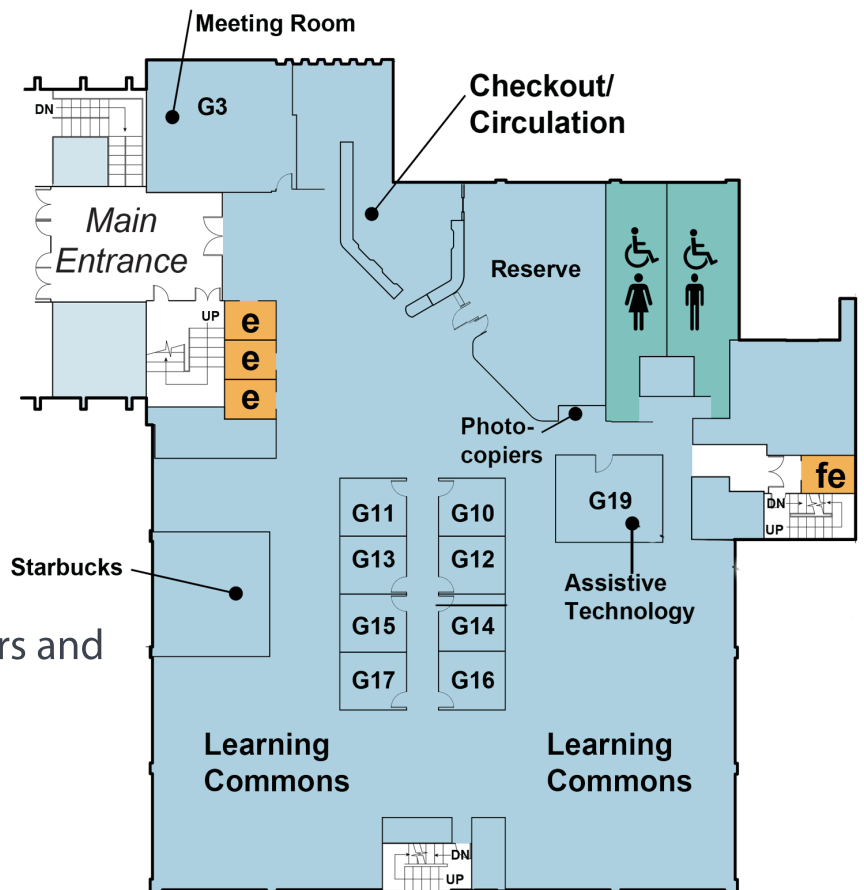 Meeting Room
G3
Checkout/
Circulation
DN
Main
Entrance
Reserve
UP
e
e
e
Photo-
copiers
fe
DN
UP
G11
G10
G19
G13
G12
Starbucks
Assistive
Technology
G15
G14
rs and
G17
G16
Learning
Commons
Learning
Commons
DN
UP